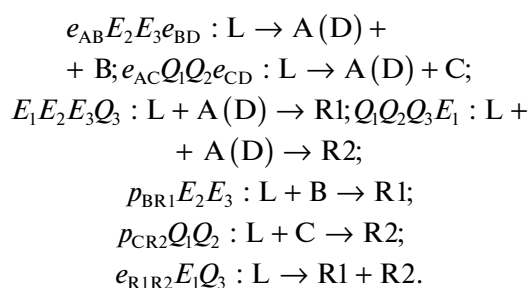 e_AB E_2 E_3 e_BD : L → A(D) +
+ B; e_AC Q_1 Q_2 e_CD : L → A(D) + C;
E_1 E_2 E_3 Q_3 : L + A(D) → R1; Q_1 Q_2 Q_3 E_1 : L +
+ A(D) → R2;
p_BR1 E_2 E_3 : L + B → R1;
p_CR2 Q_1 Q_2 : L + C → R2;
e_R1R2 E_1 Q_3 : L → R1 + R2.